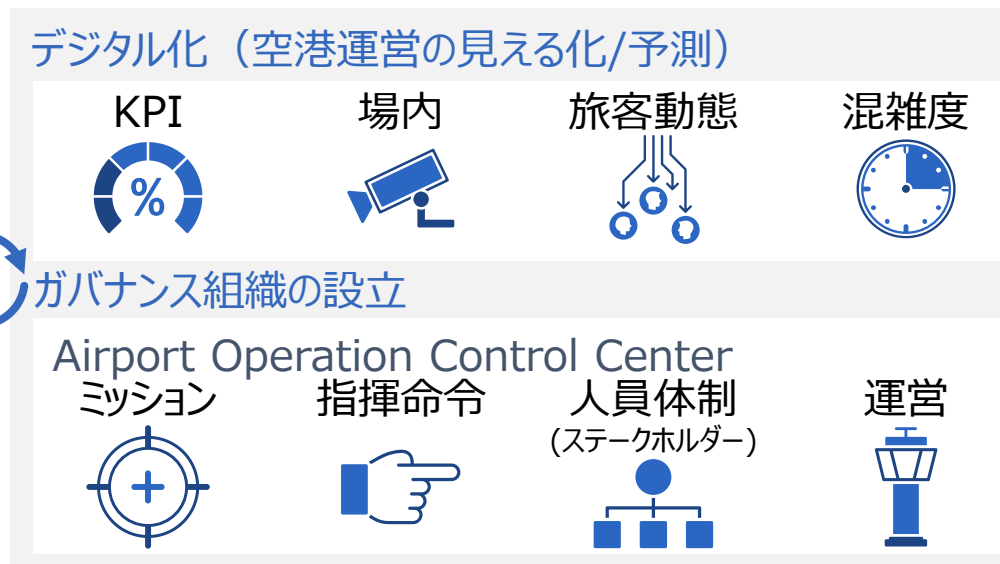 デジタル化（空港運営の見える化/予測）
KPI 場内 旅客動態 混雑度
%
ガバナンス組織の設立
Airport Operation Control Center
ミッション 指揮命令 人員体制 運営
(ステークホルダー)